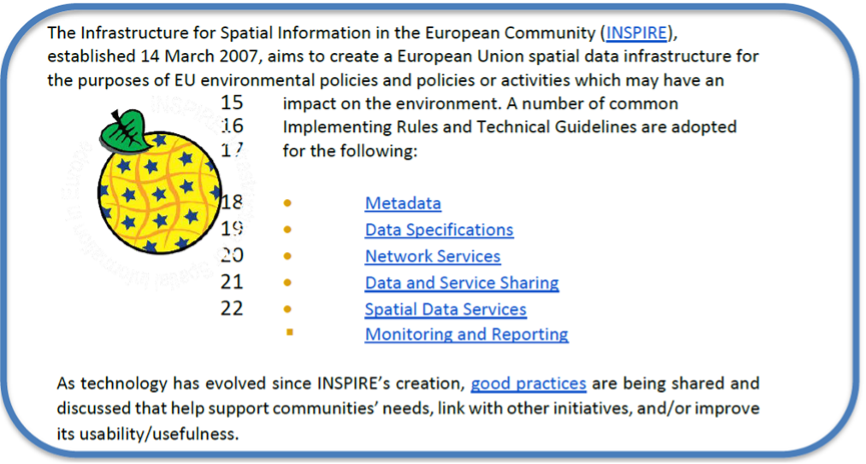 The Infrastructure for Spatial Information in the European Community (INSPIRE),
established 14 March 2007, aims to create a European Union spatial data infrastructure for
the purposes of EU environmental policies and policies or activities which may have an
15 impact on the environment. A number of common
16 Implementing Rules and Technical Guidelines are adopted
17 for the following:
18 • Metadata
19 • Data Specifications
20 • Network Services
21 • Data and Service Sharing
22 • Spatial Data Services
▪ Monitoring and Reporting
As technology has evolved since INSPIRE’s creation, good practices are being shared and
discussed that help support communities’ needs, link with other initiatives, and/or improve
its usability/usefulness.